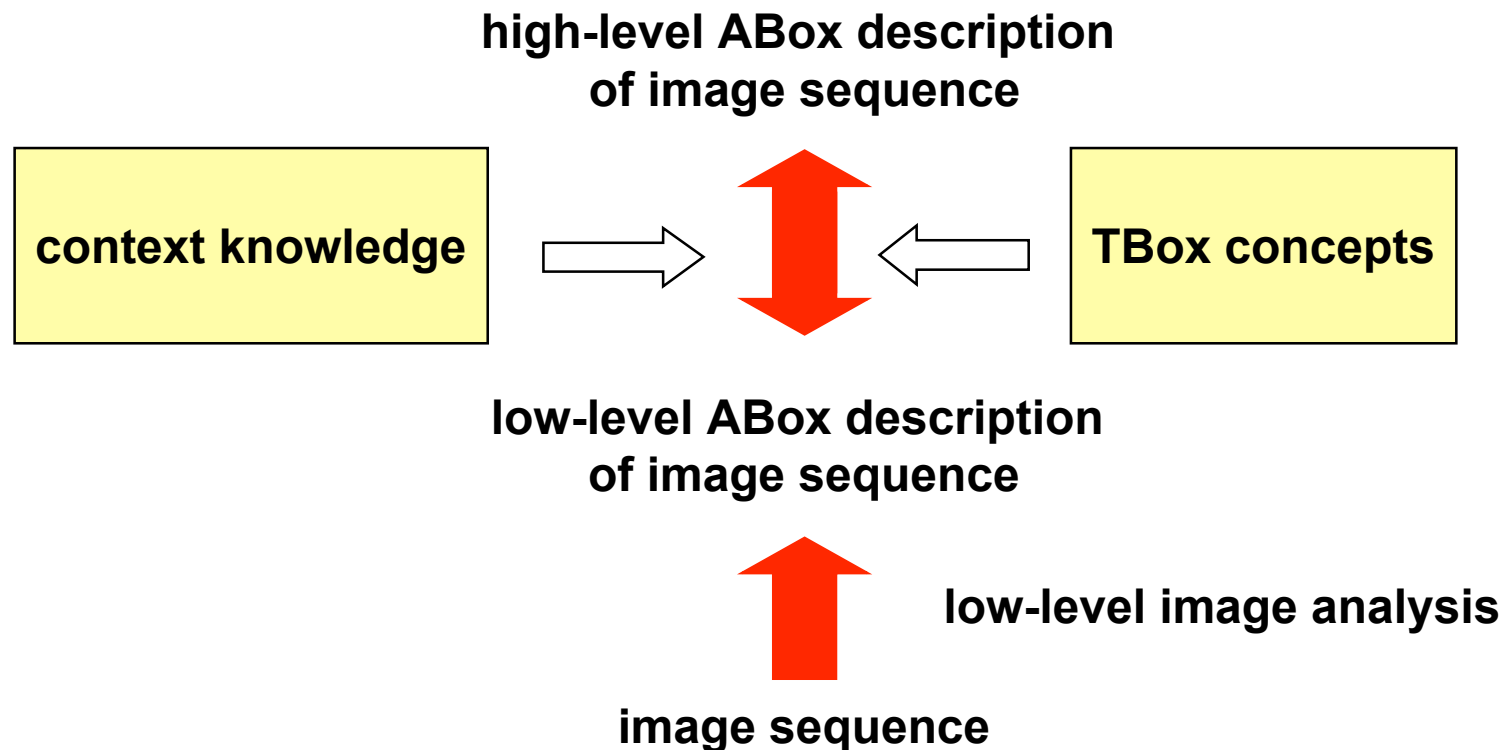 high-level ABox description
of image sequence
context knowledge
TBox concepts
low-level ABox description
of image sequence
low-level image analysis
image sequence